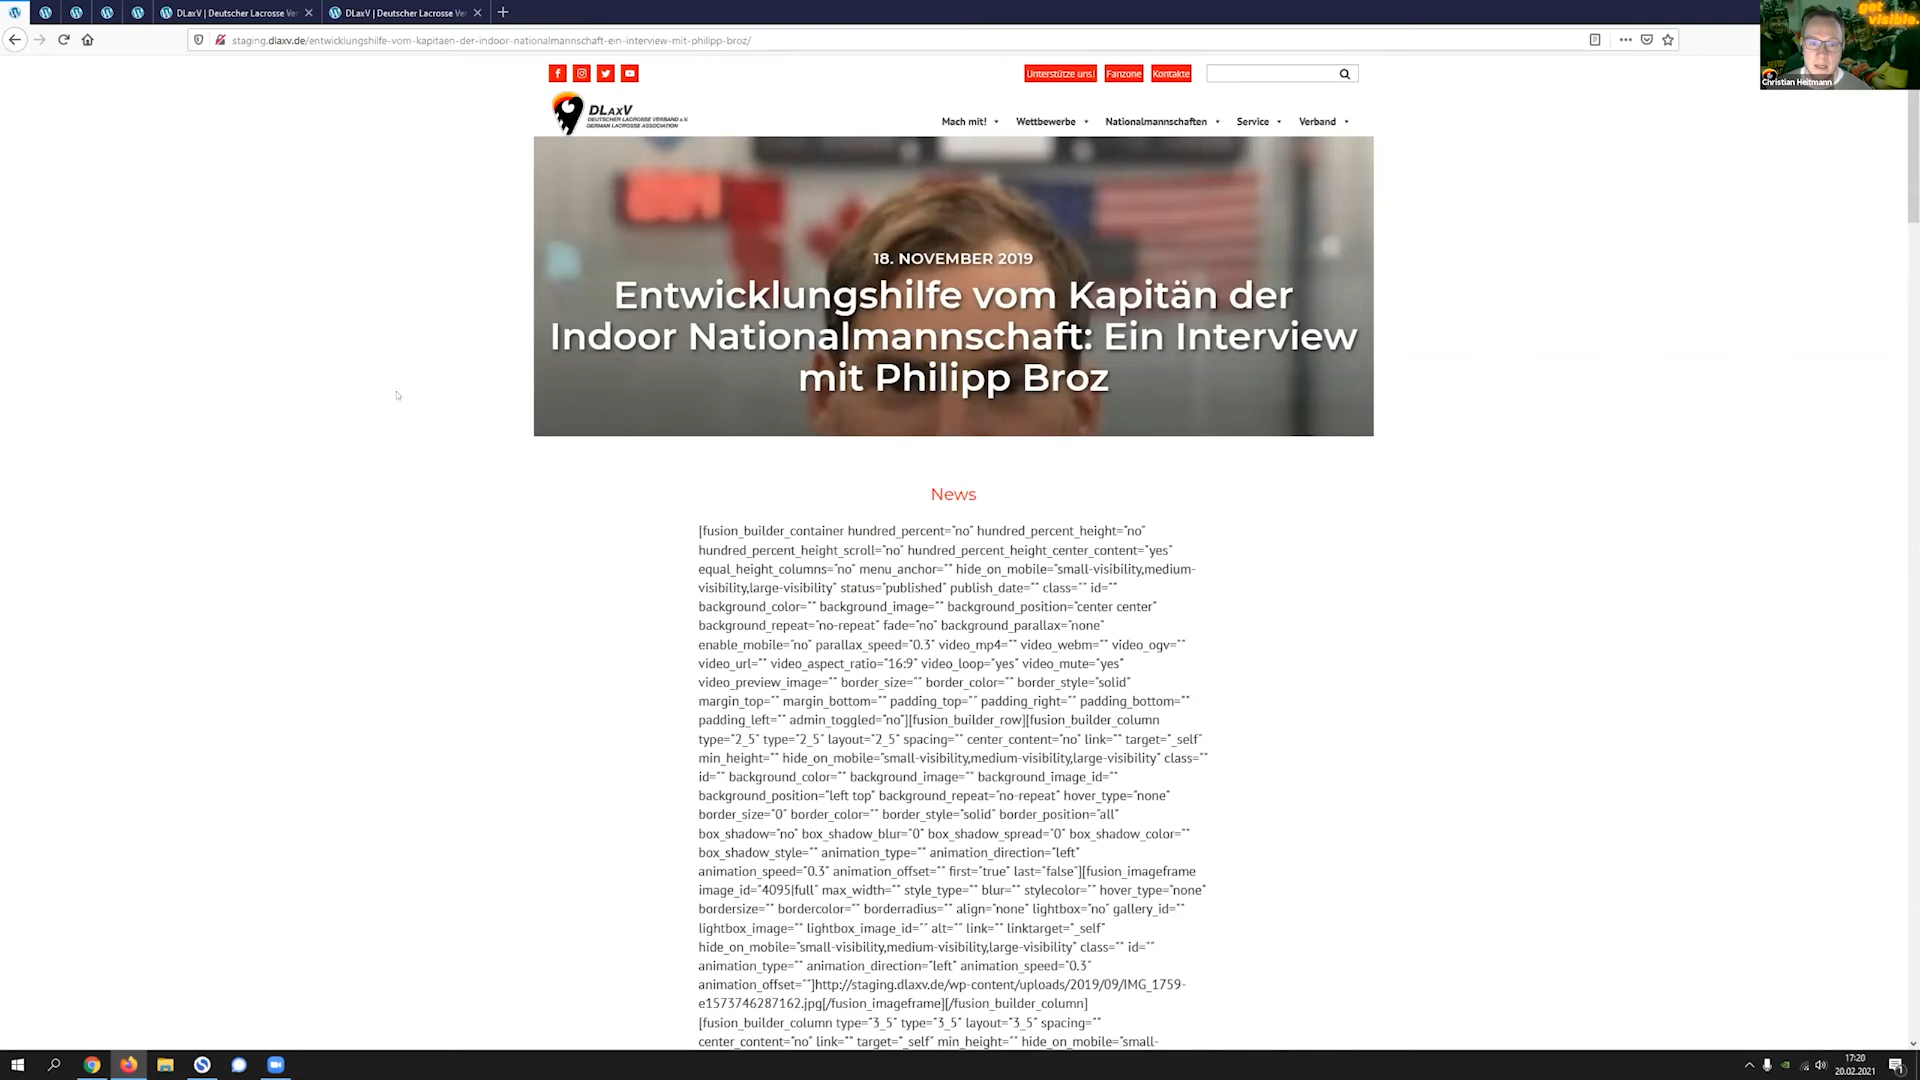 DLaxV | Deutscher Lacrosse Ve
DLaxV | Deutscher Lacrosse Ve
staging.dlaxv.de/entwicklungshilfe-vom-kapitaen-der-indoor-nationalmannschaft-ein-interview-mit-philipp-broz/
get
visible.
Christian Heitmann
Unterstütze uns!
Fanzone
Kontakte
DLaxV
DEUTSCHER LACROSSE VERBAND e.V.
GERMAN LACROSSE ASSOCIATION
Mach mit!
Wettbewerbe
Nationalmannschaften
Service
Verband
18. NOVEMBER 2019
Entwicklungshilfe vom Kapitän der
Indoor Nationalmannschaft: Ein Interview
mit Philipp Broz
News
[fusion_builder_container hundred_percent="no" hundred_percent_height="no"
hundred_percent_height_scroll="no" hundred_percent_height_center_content="yes"
equal_height_columns="no" menu_anchor="" hide_on_mobile="small-visibility,medium-
visibility,large-visibility" status="published" publish_date="" class="" id=""
background_color="" background_image="" background_position="center center"
background_repeat="no-repeat" fade="no" background_parallax="none"
enable_mobile="no" parallax_speed="0.3" video_mp4="" video_webm="" video_ogv=""
video_url="" video_aspect_ratio="16:9" video_loop="yes" video_mute="yes"
video_preview_image="" border_size="" border_color="" border_style="solid"
margin_top="" margin_bottom="" padding_top="" padding_right="" padding_bottom=""
padding_left="" admin_toggled="no"][fusion_builder_row][fusion_builder_column
type="2_5" type="2_5" layout="2_5" spacing="" center_content="no" link="" target="_self"
min_height="" hide_on_mobile="small-visibility,medium-visibility,large-visibility" class=""
id="" background_color="" background_image="" background_image_id=""
background_position="left top" background_repeat="no-repeat" hover_type="none"
border_size="0" border_color="" border_style="solid" border_position="all"
box_shadow="no" box_shadow_blur="0" box_shadow_spread="0" box_shadow_color=""
box_shadow_style="" animation_type="" animation_direction="left"
animation_speed="0.3" animation_offset="" first="true" last="false"][fusion_imageframe
image_id="4095|full" max_width="" style_type="" blur="" stylecolor="" hover_type="none"
bordersize="" bordercolor="" borderradius="" align="none" lightbox="no" gallery_id=""
lightbox_image="" lightbox_image_id="" alt="" link="" linktarget="_self"
hide_on_mobile="small-visibility,medium-visibility,large-visibility" class="" id=""
animation_type="" animation_direction="left" animation_speed="0.3"
animation_offset=""]http://staging.dlaxv.de/wp-content/uploads/2019/09/IMG_1759-
e1573746287162.jpg[/fusion_imageframe][/fusion_builder_column]
[fusion_builder_column type="3_5" type="3_5" layout="3_5" spacing=""
center_content="no" link="" target="_self" min_height="" hide_on_mobile="small-
17:20
20.02.2021